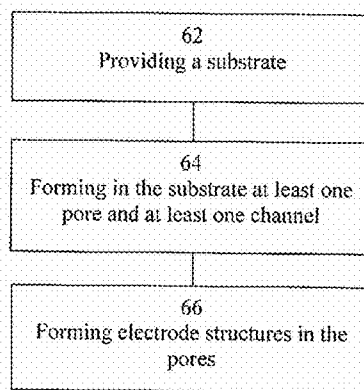 62
Providing a substrate
64
Forming in the substrate at least one
pore and at least one channel
66
Forming electrode structures in the
pores